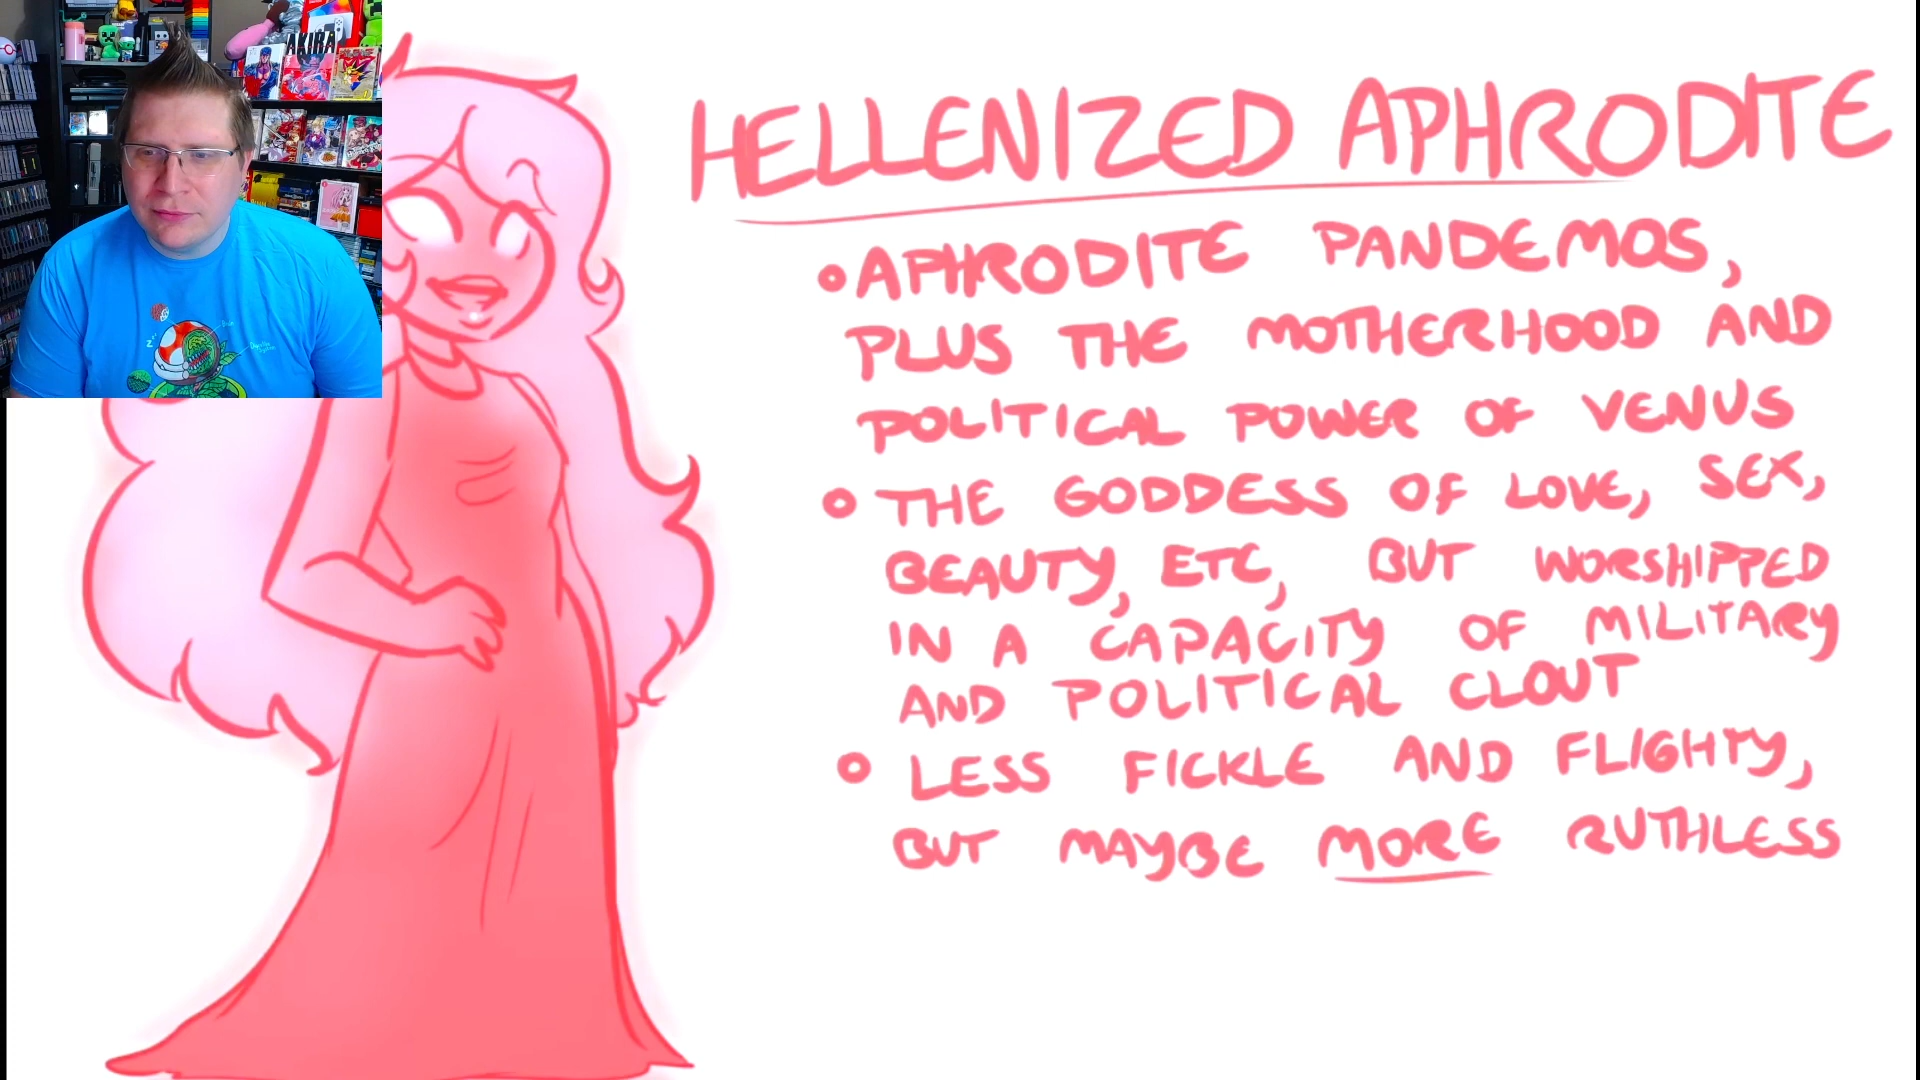 AKIRA
HELLENIZED APHRODITE
APHRODITE PANDEMOS,
PLUS THE MOTHERHOOD AND
POLITICAL POWER OF VENUS
THE GODDESS OF LOVE, SEX,
BEAUTY, ETC, BUT WORSHIPPED
IN A CAPACITY OF MILITARY
AND POLITICAL CLOUT
LESS FICKLE AND FLIGHTY,
BUT MAYBE MORE RUTHLESS